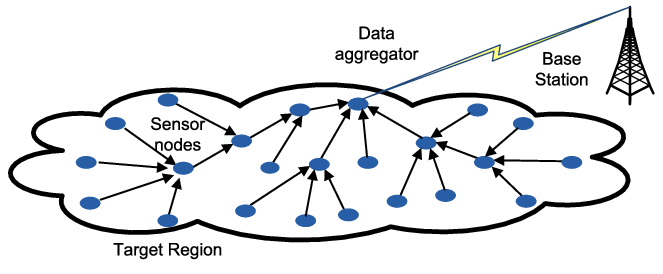 Data
aggregator
Base
Station
Sensor
nodes
Target Region